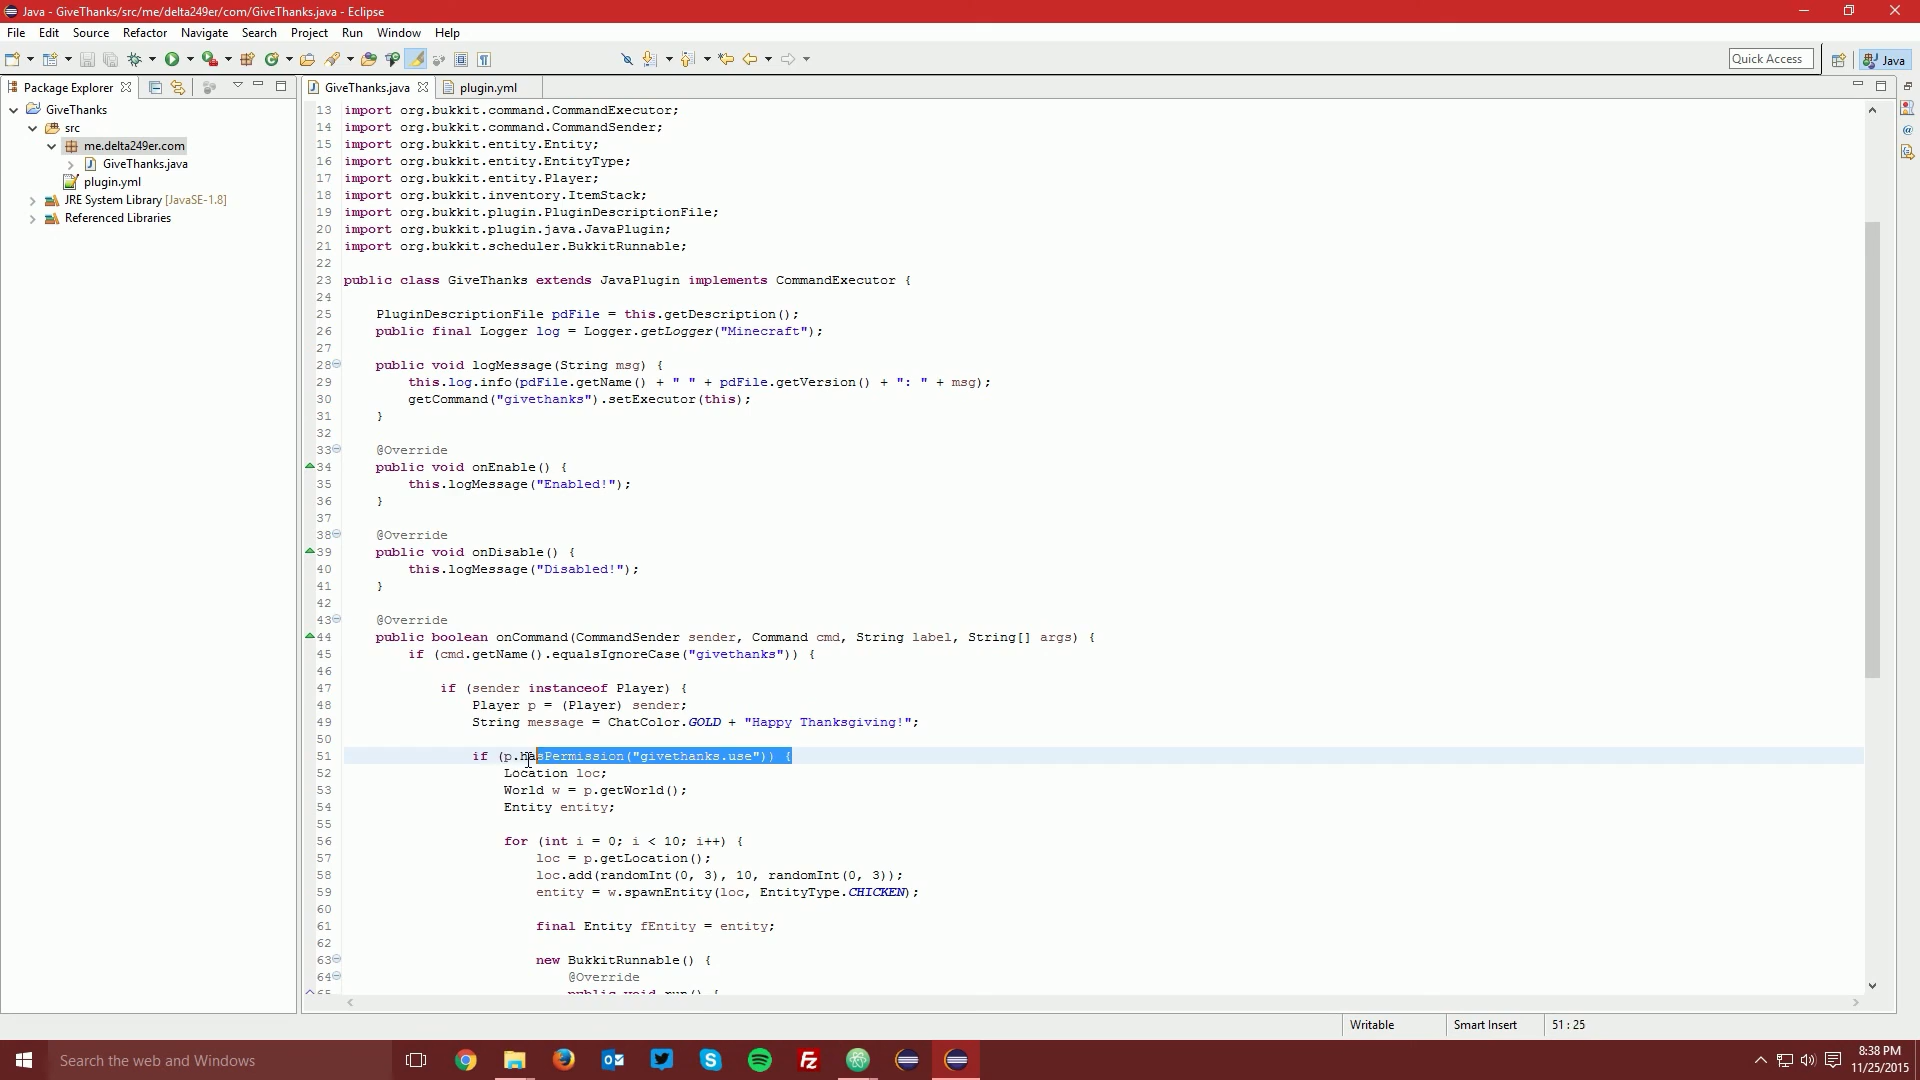 Java - GiveThanks/src/me/delta249er/com/GiveThanks.java - Eclipse
File Edit Source Refactor Navigate Search Project Run Window Help
Quick Access Java
Package Explorer GiveThanks.java plugin.yml
GiveThanks
src
me.delta249er.com
GiveThanks.java
plugin.yml
JRE System Library [JavaSE-1.8]
Referenced Libraries
13 import org.bukkit.command.CommandExecutor;
14 import org.bukkit.command.CommandSender;
15 import org.bukkit.entity.Entity;
16 import org.bukkit.entity.EntityType;
17 import org.bukkit.entity.Player;
18 import org.bukkit.inventory.ItemStack;
19 import org.bukkit.plugin.PluginDescriptionFile;
20 import org.bukkit.plugin.java.JavaPlugin;
21 import org.bukkit.scheduler.BukkitRunnable;
22
23 public class GiveThanks extends JavaPlugin implements CommandExecutor {
24
25 PluginDescriptionFile pdFile = this.getDescription();
26 public final Logger log = Logger.getLogger("Minecraft");
27
28 public void logMessage(String msg) {
29 this.log.info(pdFile.getName() + " " + pdFile.getVersion() + ": " + msg);
30 getCommand("givethanks").setExecutor(this);
31 }
32
33 @Override
34 public void onEnable() {
35 this.logMessage("Enabled!");
36 }
37
38 @Override
39 public void onDisable() {
40 this.logMessage("Disabled!");
41 }
42
43 @Override
44 public boolean onCommand(CommandSender sender, Command cmd, String label, String[] args) {
45 if (cmd.getName().equalsIgnoreCase("givethanks")) {
46
47 if (sender instanceof Player) {
48 Player p = (Player) sender;
49 String message = ChatColor.GOLD + "Happy Thanksgiving!";
50
51 if (p.hasPermission("givethanks.use")) {
52 Location loc;
53 World w = p.getWorld();
54 Entity entity;
55
56 for (int i = 0; i < 10; i++) {
57 loc = p.getLocation();
58 loc.add(randomInt(0, 3), 10, randomInt(0, 3));
59 entity = w.spawnEntity(loc, EntityType.CHICKEN);
60
61 final Entity fEntity = entity;
62
63 new BukkitRunnable() {
64 @Override
65 public void run() {
Writable Smart Insert 51 : 25
Search the web and Windows
8:38 PM
11/25/2015